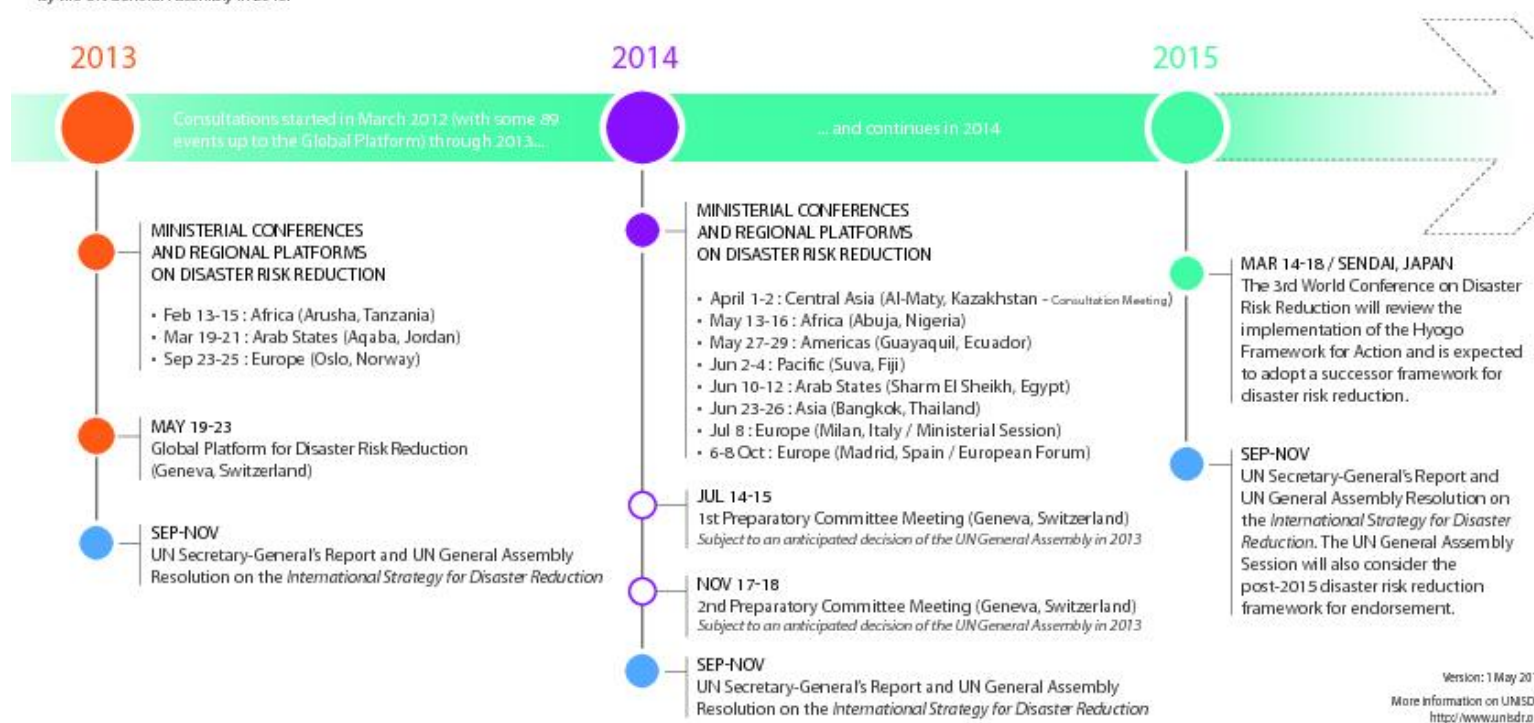 2013
2014
2015
Consultations started in March 2012 (with some 89
events up to the Global Platform) through 2013...
... and continues in 2014
MINISTERIAL CONFERENCES
AND REGIONAL PLATFORMS
ON DISASTER RISK REDUCTION
• Feb 13-15 : Africa (Arusha, Tanzania)
• Mar 19-21 : Arab States (Aqaba, Jordan)
• Sep 23-25 : Europe (Oslo, Norway)
MAY 19-23
Global Platform for Disaster Risk Reduction
(Geneva, Switzerland)
SEP-NOV
UN Secretary-General's Report and UN General Assembly
Resolution on the International Strategy for Disaster Reduction
MINISTERIAL CONFERENCES
AND REGIONAL PLATFORMS
ON DISASTER RISK REDUCTION
• April 1-2 : Central Asia (Al-Maty, Kazakhstan - Consultation Meeting)
• May 13-16 : Africa (Abuja, Nigeria)
• May 27-29 : Americas (Guayaquil, Ecuador)
• Jun 2-4 : Pacific (Suva, Fiji)
• Jun 10-12 : Arab States (Sharm El Sheikh, Egypt)
• Jun 23-26 : Asia (Bangkok, Thailand)
• Jul 8 : Europe (Milan, Italy / Ministerial Session)
• 6-8 Oct : Europe (Madrid, Spain / European Forum)
JUL 14-15
1st Preparatory Committee Meeting (Geneva, Switzerland)
Subject to an anticipated decision of the UN General Assembly in 2013
NOV 17-18
2nd Preparatory Committee Meeting (Geneva, Switzerland)
Subject to an anticipated decision of the UN General Assembly in 2013
SEP-NOV
UN Secretary-General's Report and UN General Assembly
Resolution on the International Strategy for Disaster Reduction
MAR 14-18 / SENDAI, JAPAN
The 3rd World Conference on Disaster
Risk Reduction will review the
implementation of the Hyogo
Framework for Action and is expected
to adopt a successor framework for
disaster risk reduction.
SEP-NOV
UN Secretary-General's Report and
UN General Assembly Resolution on
the International Strategy for Disaster
Reduction. The UN General Assembly
Session will also consider the
post-2015 disaster risk reduction
framework for endorsement.
Version: 1 May 201
More information on UNISD
http://www.unisdr